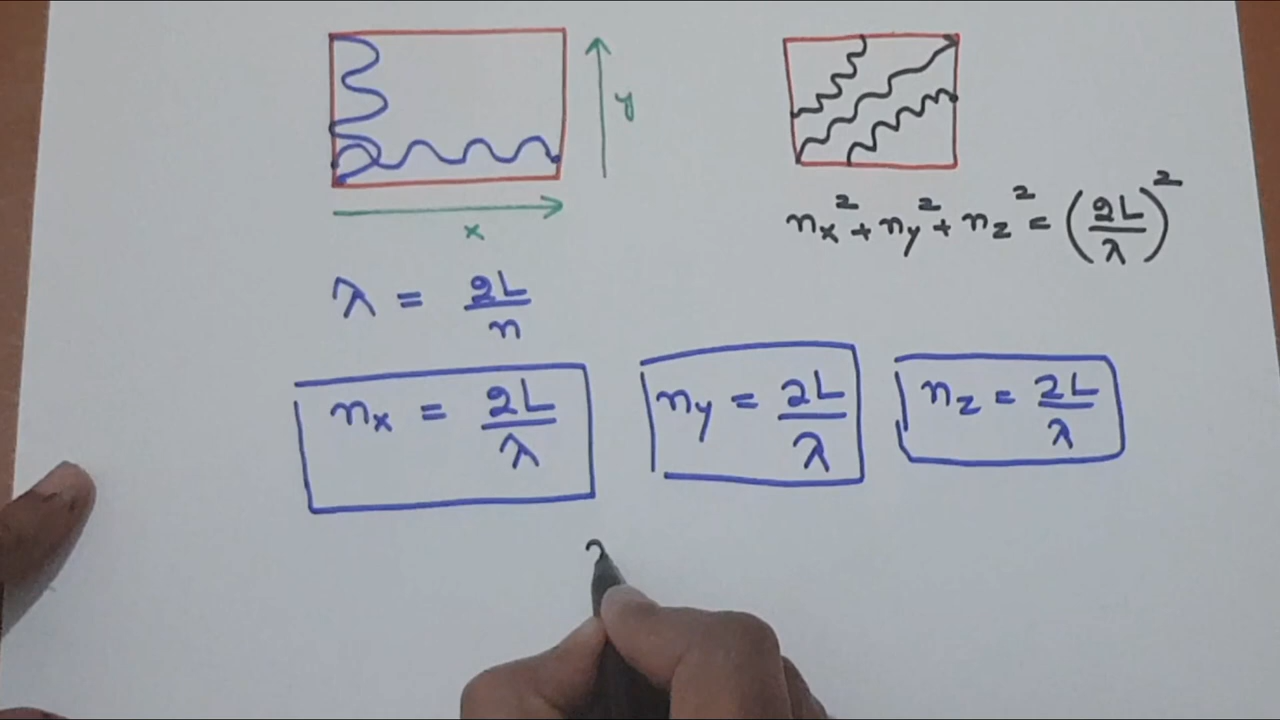 y
x
nx² + ny² + nz² = (2L/λ)²
λ = 2L/n
nx = 2L/λ
ny = 2L/λ
nz = 2L/λ